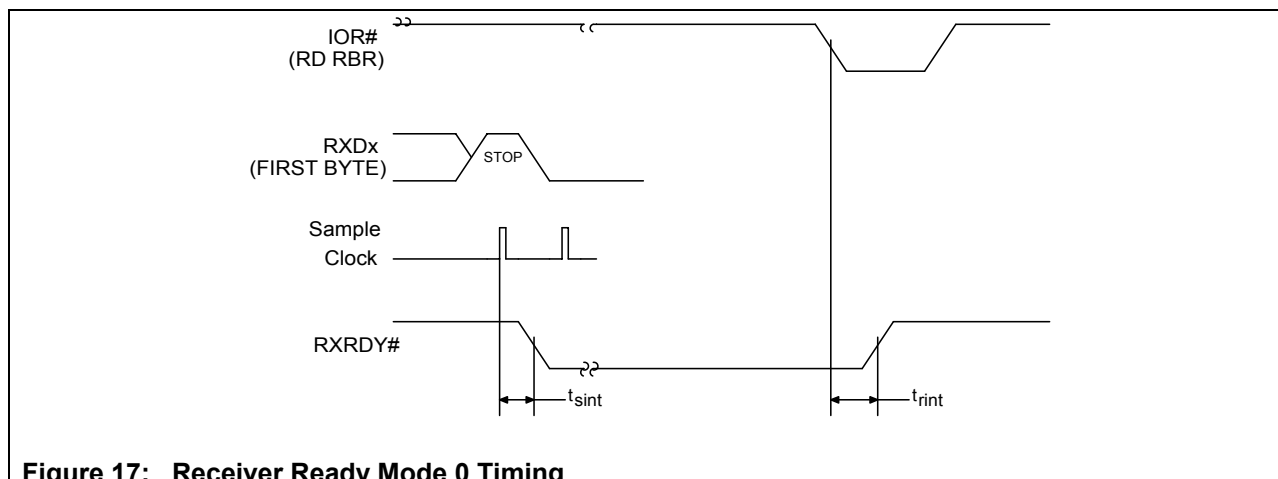 IOR#
(RD RBR)
RXDx
(FIRST BYTE)
STOP
Sample
Clock
RXRDY#
tsint
trint
Figure 17: Receiver Ready Mode 0 Timing